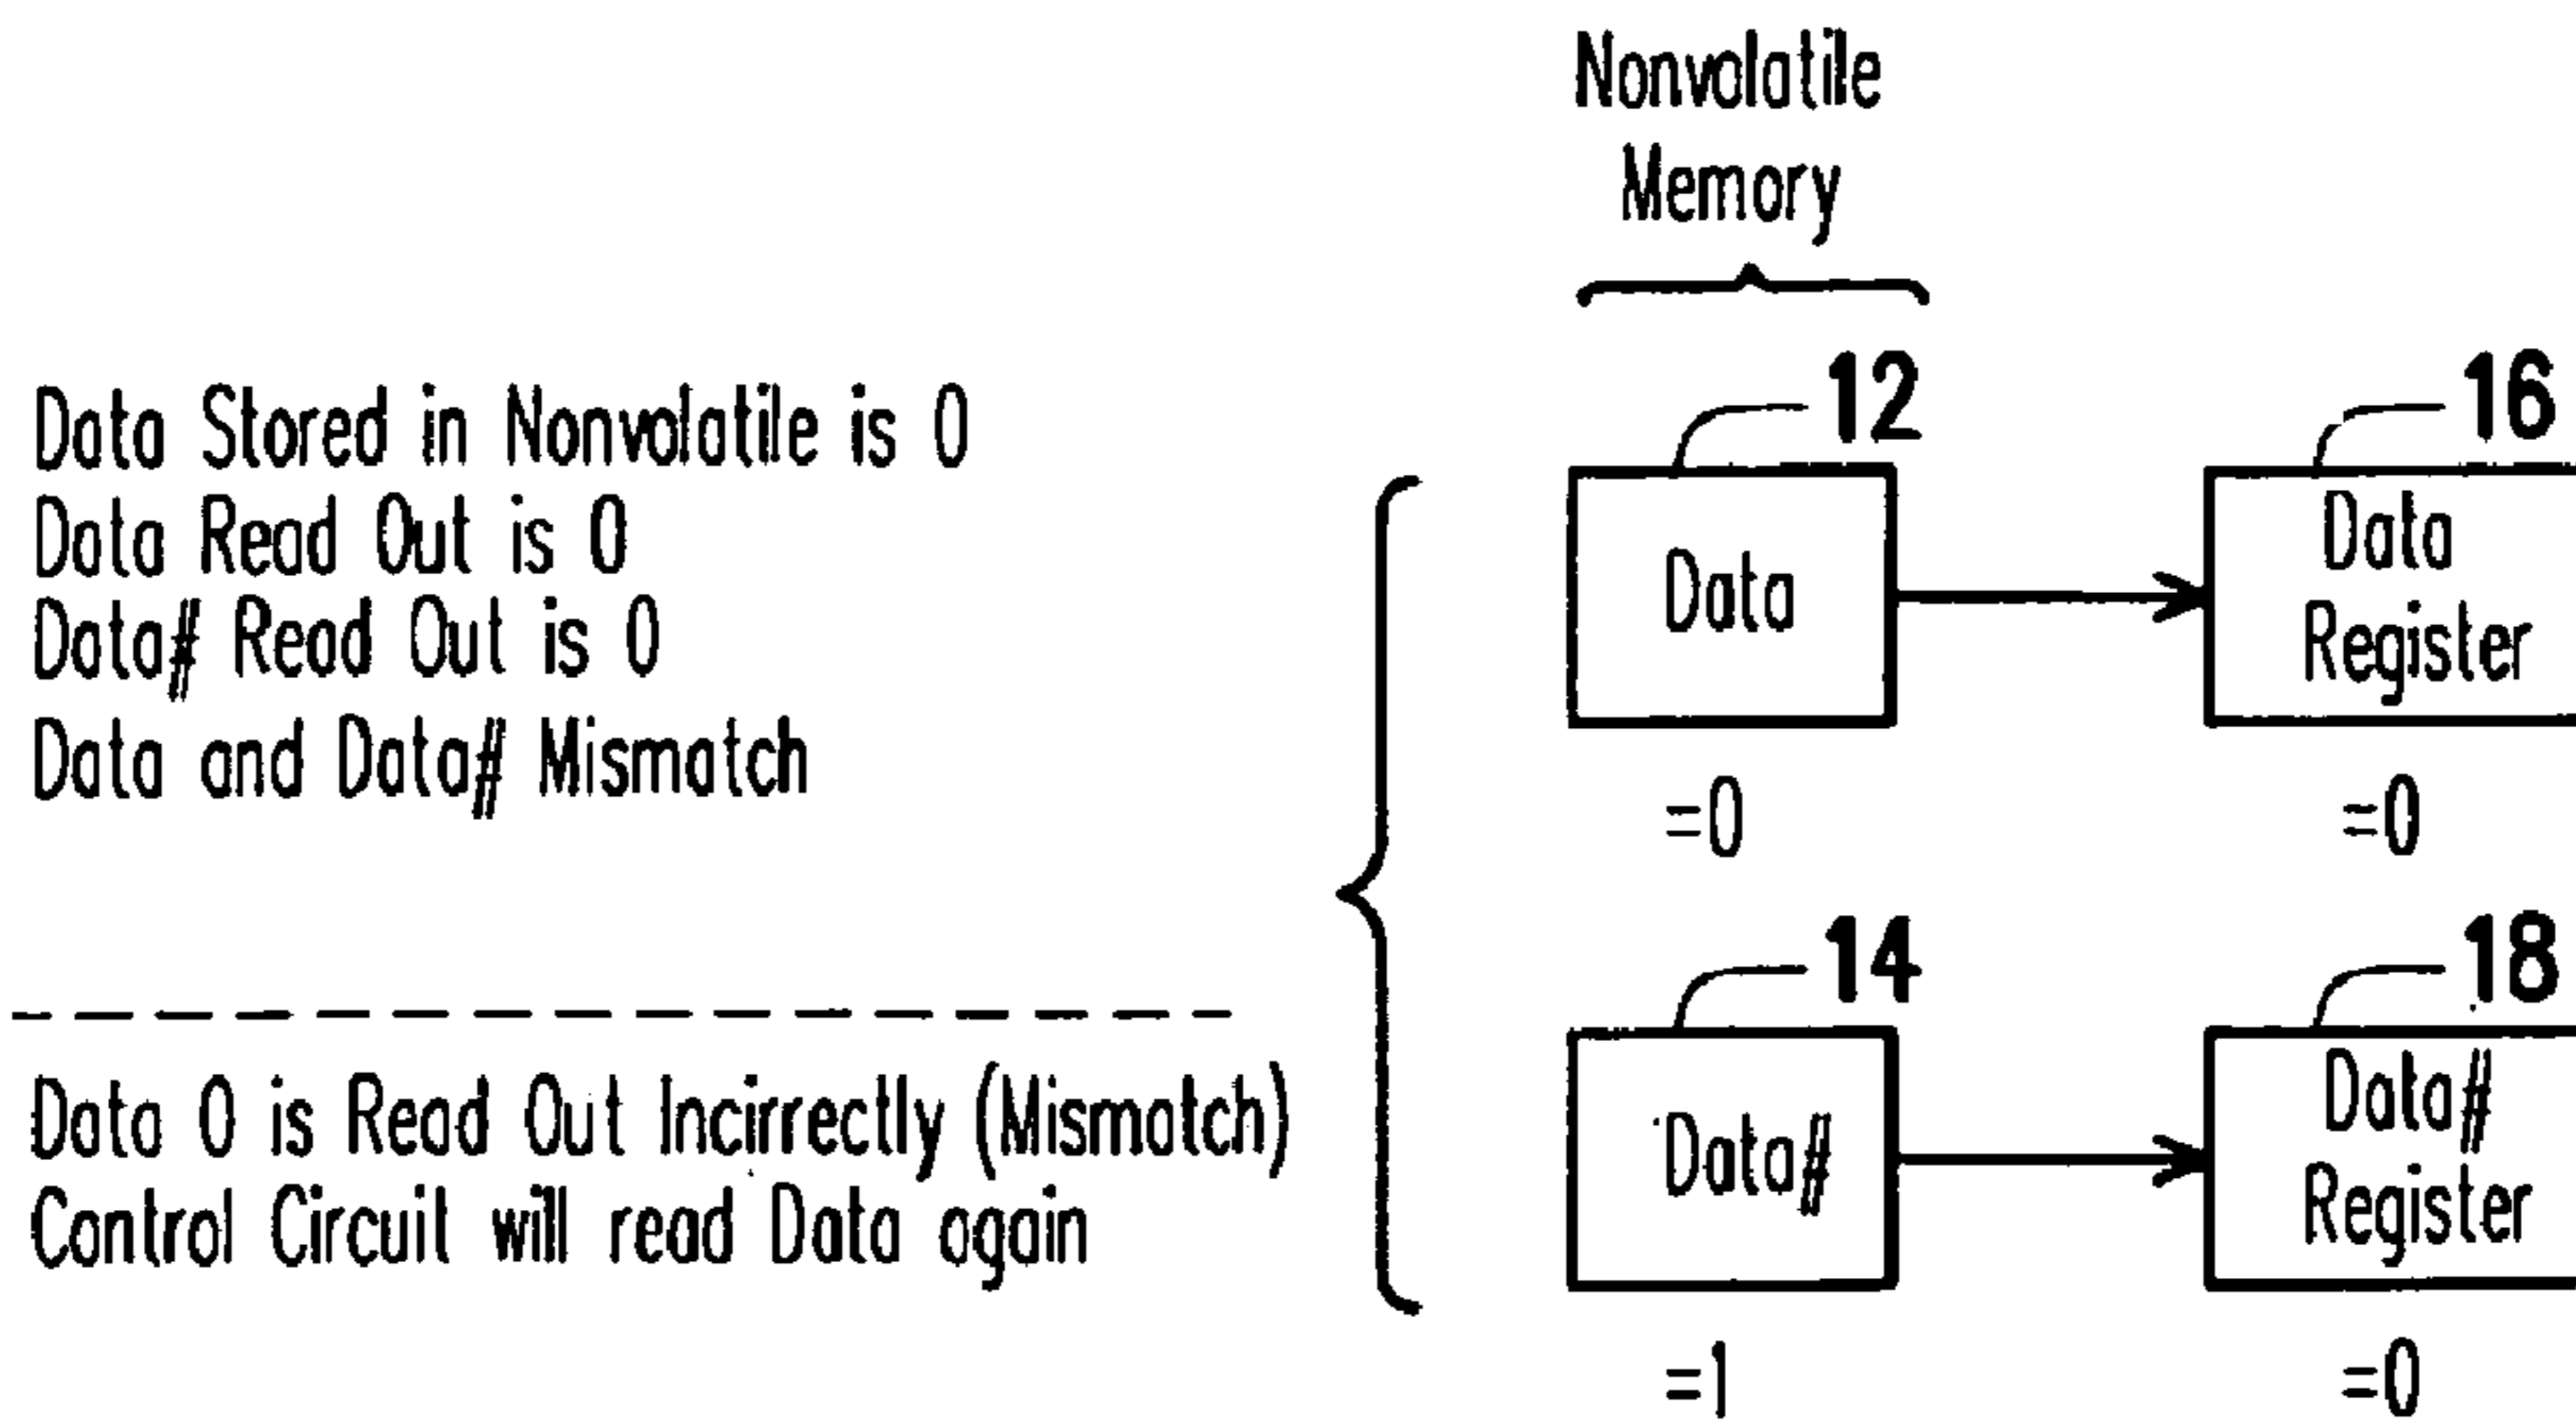 Nonvolatile
Memory
Data Stored in Nonvolatile is 0
Data Read Out is 0
Data# Read Out is 0
Data and Data# Mismatch
Data 0 is Read Out Incirrectly (Mismatch)
Control Circuit will read Data again
12
Data
=0
16
Data
Register
=0
14
Data#
=1
18
Data#
Register
=0